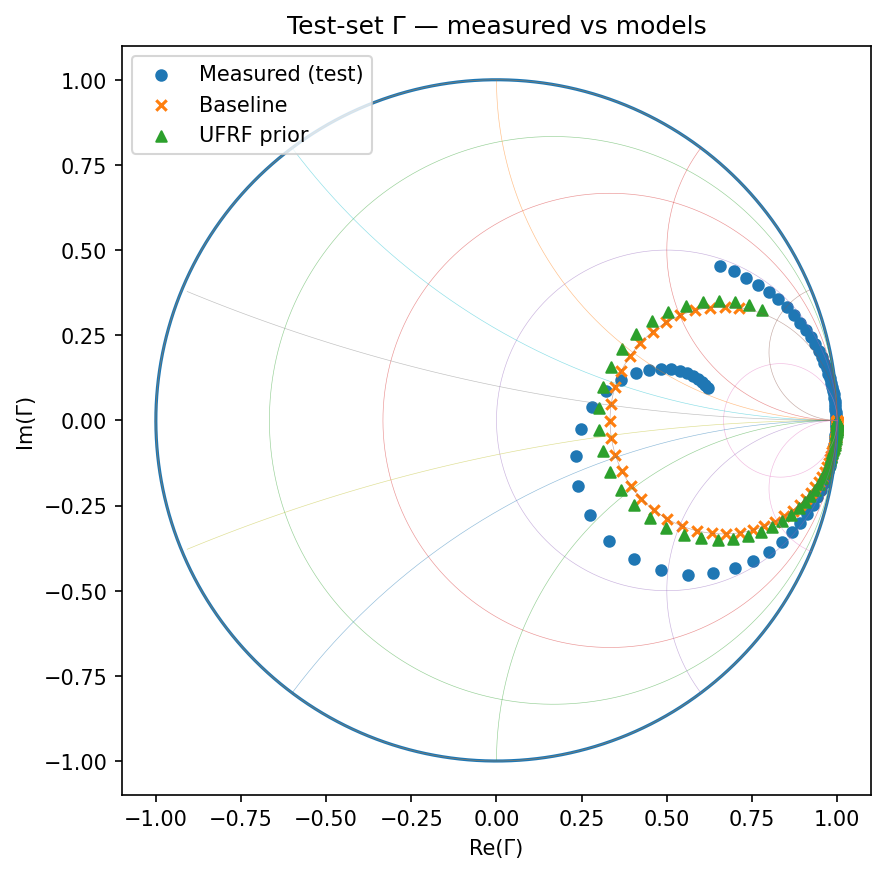 Test-set Γ — measured vs models
Measured (test)
Baseline
UFRF prior
1.00
0.75
0.50
0.25
0.00
−0.25
−0.50
−0.75
−1.00
Im(Γ)
−1.00 −0.75 −0.50 −0.25 0.00 0.25 0.50 0.75 1.00
Re(Γ)